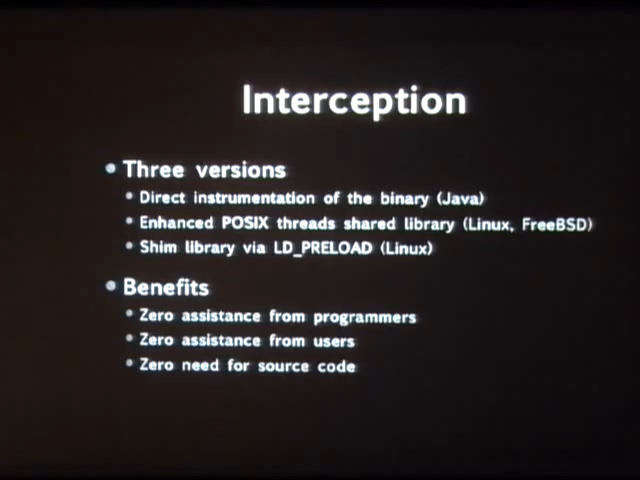 Interception
Three versions
Direct instrumentation of the binary (Java)
Enhanced POSIX threads shared library (Linux, FreeBSD)
Shim library via LD_PRELOAD (Linux)
Benefits
Zero assistance from programmers
Zero assistance from users
Zero need for source code